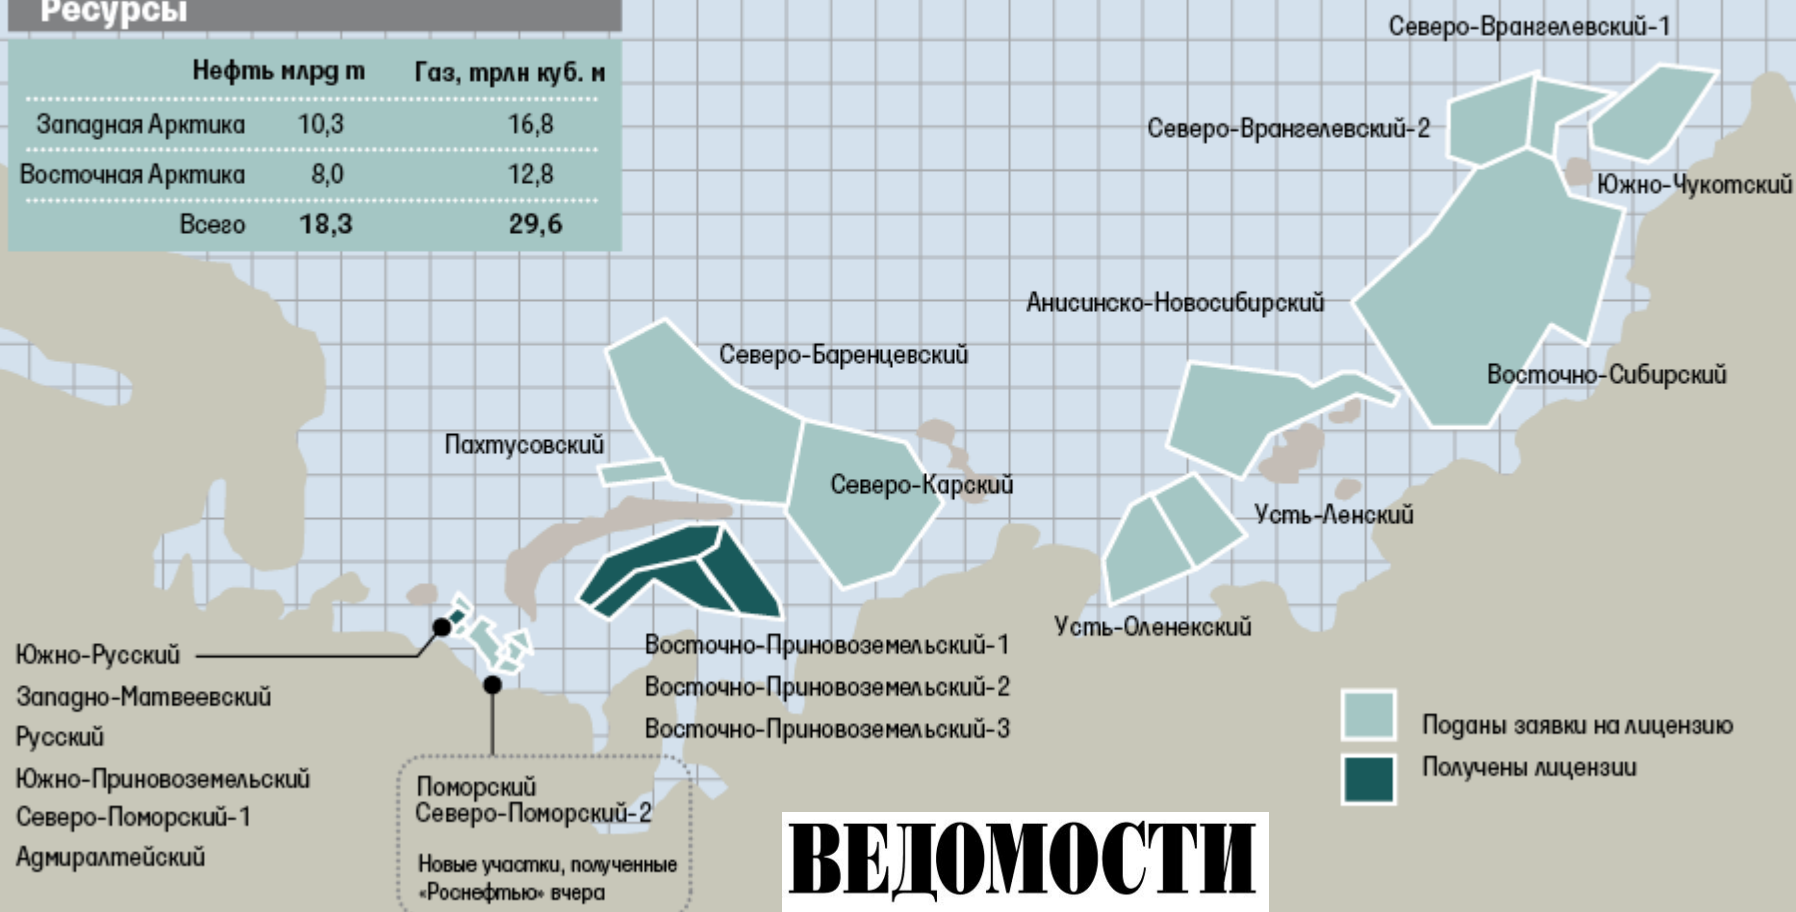 Ресурсы
Нефть млрд т Газ, трлн куб. м
Западная Арктика 10,3 16,8
Восточная Арктика 8,0 12,8
Всего 18,3 29,6
Северо-Врангелевский-1
Северо-Врангелевский-2
Южно-Чукотский
Анисинско-Новосибирский
Восточно-Сибирский
Северо-Баренцевский
Пахтусовский
Северо-Карский
Усть-Ленский
Усть-Оленекский
Восточно-Приновоземельский-1
Восточно-Приновоземельский-2
Восточно-Приновоземельский-3
Южно-Русский
Западно-Матвеевский
Русский
Южно-Приновоземельский
Северо-Поморский-1
Адмиралтейский
Поморский
Северо-Поморский-2
Новые участки, полученные
«Роснефтью» вчера
Поданы заявки на лицензию
Получены лицензии
ВЕДОМОСТИ